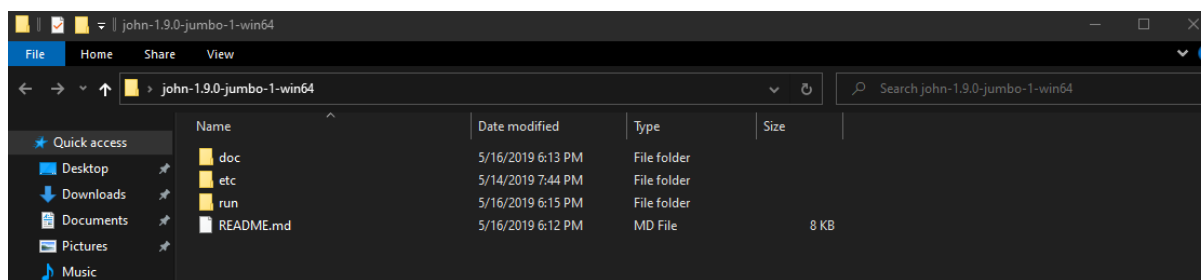 john-1.9.0-jumbo-1-win64
File Home Share View
john-1.9.0-jumbo-1-win64 Search john-1.9.0-jumbo-1-win64
Name Date modified Type Size
Quick access
doc 5/16/2019 6:13 PM File folder
Desktop
etc 5/14/2019 7:44 PM File folder
Downloads
run 5/16/2019 6:15 PM File folder
Documents
README.md 5/16/2019 6:12 PM MD File 8 KB
Pictures
Music